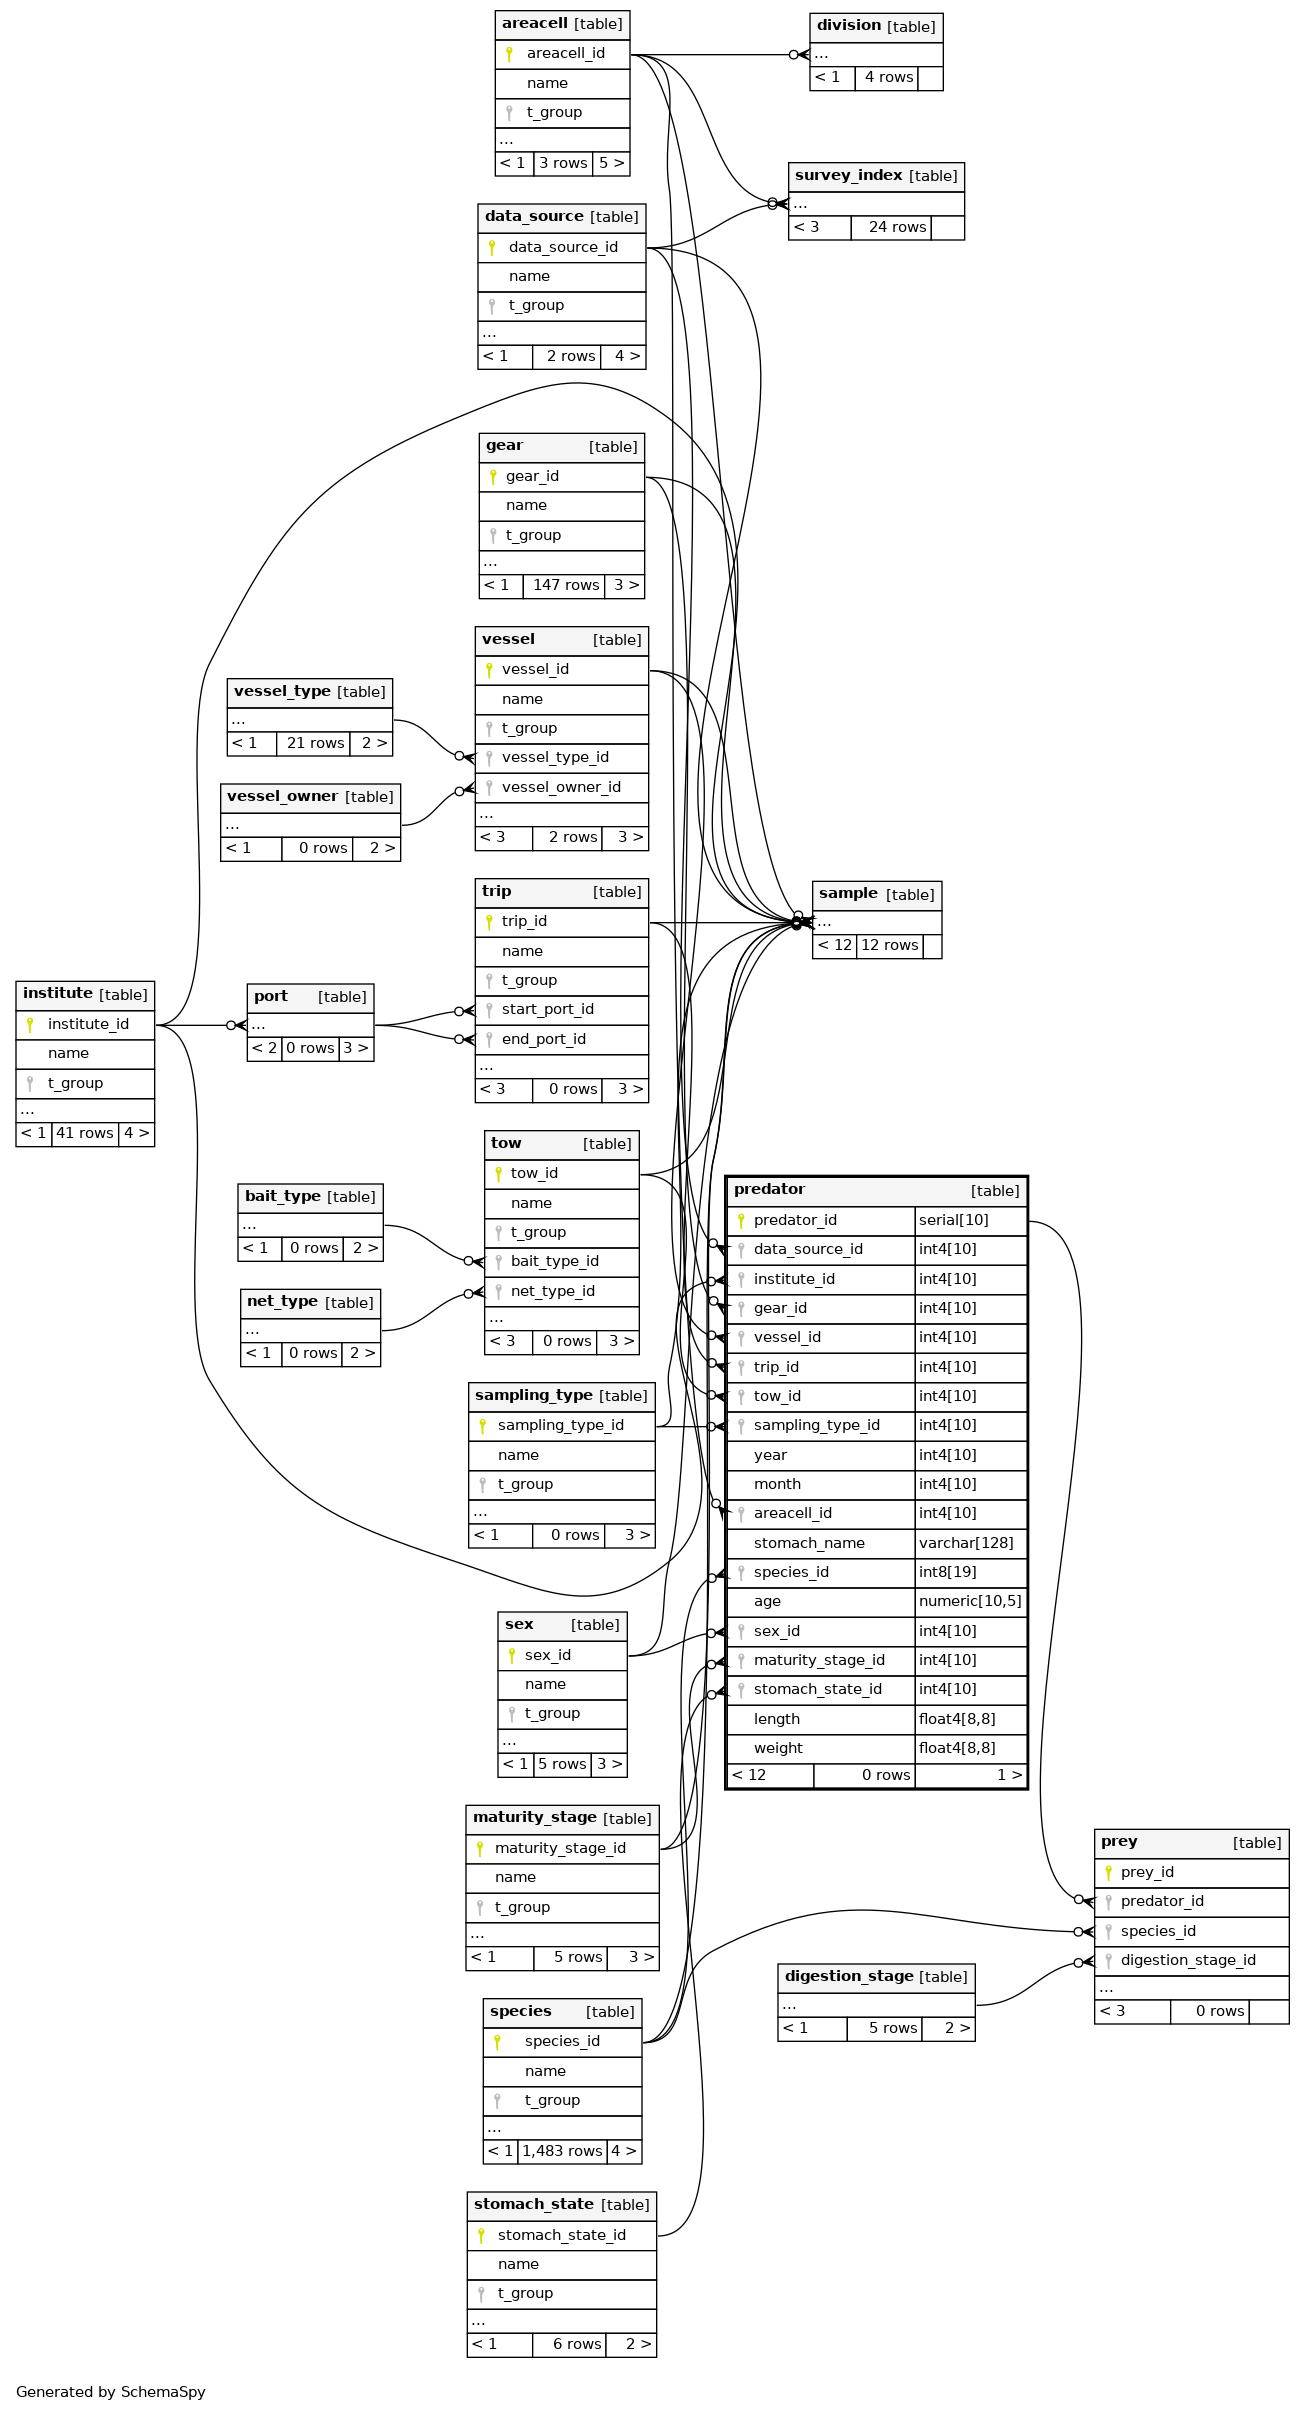 areacell [table]
areacell_id
name
t_group
...
< 1 3 rows 5 >
division [table]
...
< 1 4 rows
survey_index [table]
...
< 3 24 rows
data_source [table]
data_source_id
name
t_group
...
< 1 2 rows 4 >
gear [table]
gear_id
name
t_group
...
< 1 147 rows 3 >
vessel [table]
vessel_id
name
t_group
vessel_type_id
vessel_owner_id
...
< 3 2 rows 3 >
vessel_type [table]
...
< 1 21 rows 2 >
vessel_owner [table]
...
< 1 0 rows 2 >
trip [table]
trip_id
name
t_group
start_port_id
end_port_id
...
< 3 0 rows 3 >
sample [table]
...
< 12 12 rows
institute [table]
institute_id
name
t_group
...
< 1 41 rows 4 >
port [table]
...
< 2 0 rows 3 >
tow [table]
tow_id
name
t_group
bait_type_id
net_type_id
...
< 3 0 rows 3 >
bait_type [table]
...
< 1 0 rows 2 >
net_type [table]
...
< 1 0 rows 2 >
predator [table]
predator_id serial[10]
data_source_id int4[10]
institute_id int4[10]
gear_id int4[10]
vessel_id int4[10]
trip_id int4[10]
tow_id int4[10]
sampling_type_id int4[10]
year int4[10]
month int4[10]
areacell_id int4[10]
stomach_name varchar[128]
species_id int8[19]
age numeric[10,5]
sex_id int4[10]
maturity_stage_id int4[10]
stomach_state_id int4[10]
length float4[8,8]
weight float4[8,8]
< 12 0 rows 1 >
sampling_type [table]
sampling_type_id
name
t_group
...
< 1 0 rows 3 >
sex [table]
sex_id
name
t_group
...
< 1 5 rows 3 >
maturity_stage [table]
maturity_stage_id
name
t_group
...
< 1 5 rows 3 >
prey [table]
prey_id
predator_id
species_id
digestion_stage_id
...
< 3 0 rows
digestion_stage [table]
...
< 1 5 rows 2 >
species [table]
species_id
name
t_group
...
< 1 1,483 rows 4 >
stomach_state [table]
stomach_state_id
name
t_group
...
< 1 6 rows 2 >
Generated by SchemaSpy